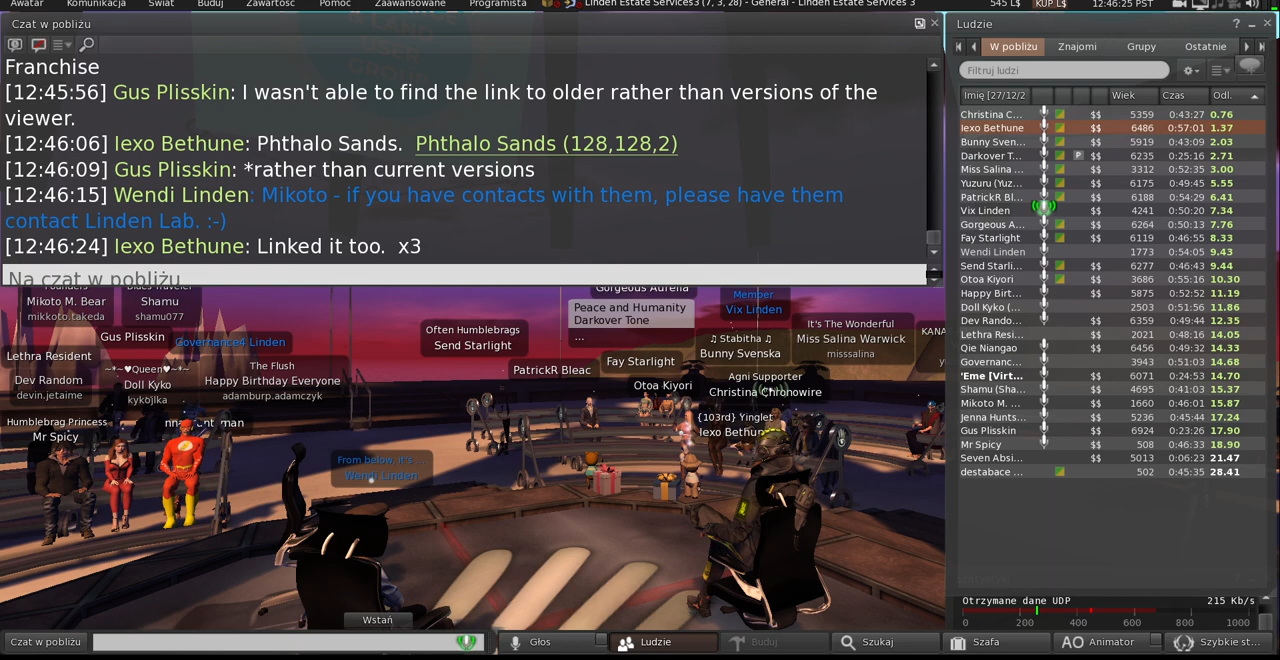 Awatar Komunikacja Świat Buduj Zawartość Pomoc Zaawansowane Programista Linden Estate Services3 (7, 3, 28) - General - Linden Estate Services 3 545 L$ KUP L$ 12:46:25 PST
Czat w pobliżu
Franchise
[12:45:56] Gus Plisskin: I wasn't able to find the link to older rather than versions of the
viewer.
[12:46:06] Iexo Bethune: Phthalo Sands. Phthalo Sands (128,128,2)
[12:46:09] Gus Plisskin: *rather than current versions
[12:46:15] Wendi Linden: Mikoto - if you have contacts with them, please have them
contact Linden Lab. :-)
[12:46:24] Iexo Bethune: Linked it too. x3
Na czat w pobliżu
& LAND
USER
GROUP
Mikoto M. Bear
mikkoto.takeda
Blues Traveler
Shamu
shamu077
Gus Plisskin
Governance4 Linden
Lethra Resident
Dev Random
devin.jetaime
~*~♥Queen♥~*~
Doll Kyko
kykojlka
The Flush
Happy Birthday Everyone
adamburp.adamczyk
Humblebrag Princess
Mr Spicy
Often Humblebrags
Send Starlight
PatrickR Bleac
Gorgeous Aurelia
Peace and Humanity
Darkover Tone
...
Fay Starlight
Otoa Kiyori
Member
Vix Linden
♫ Stabitha ♫
Bunny Svenska
It's The Wonderful
Miss Salina Warwick
misssalina
KANA
Agni Supporter
Christina Chronowire
{103rd} Yinglet
Iexo Bethune
From below, it's ...
Wendi Linden
Wstań
Czat w pobliżu
Głos
Ludzie
Buduj
Szukaj
Szafa
AO Animator
Szybkie st...
Ludzie
W pobliżu Znajomi Grupy Ostatnie
Filtruj ludzi
Imię [27/12/2 Wiek Czas Odl.
Christina C... $$ 5359 0:43:27 0.76
Iexo Bethune $$ 6486 0:57:01 1.37
Bunny Sven... $$ 5919 0:43:09 2.03
Darkover T... P $$ 6235 0:25:16 2.71
Miss Salina ... $$ 3312 0:52:35 3.00
Yuzuru (Yuz... $$ 6175 0:49:45 5.55
PatrickR Bl... $$ 6188 0:54:29 6.41
Vix Linden 4241 0:50:20 7.34
Gorgeous A... $$ 6264 0:50:13 7.76
Fay Starlight $$ 6119 0:46:55 8.33
Wendi Linden 1773 0:54:05 9.43
Send Starli... $$ 6277 0:46:43 9.44
Otoa Kiyori $$ 3686 0:55:16 10.30
Happy Birt... $$ 5875 0:52:52 11.19
Doll Kyko (... 2503 0:51:56 11.86
Dev Rando... $$ 6359 0:49:44 12.35
Lethra Resi... $$ 2021 0:48:16 14.05
Qie Niangao $$ 6456 0:49:32 14.33
Governanc... 3943 0:51:03 14.68
'Eme [Virt... $$ 6071 0:24:53 14.70
Shamu (Sha... $$ 4695 0:41:03 15.37
Mikoto M. ... $$ 1660 0:46:01 15.87
Jenna Hunts... $$ 5236 0:45:44 17.24
Gus Plisskin $$ 6924 0:23:26 17.90
Mr Spicy $$ 508 0:46:33 18.90
Seven Absi... $$ 5013 0:06:23 21.47
destabace ... 502 0:45:35 28.41
Otrzymane dane UDP 215 Kb/s
0 200 400 600 800 1000